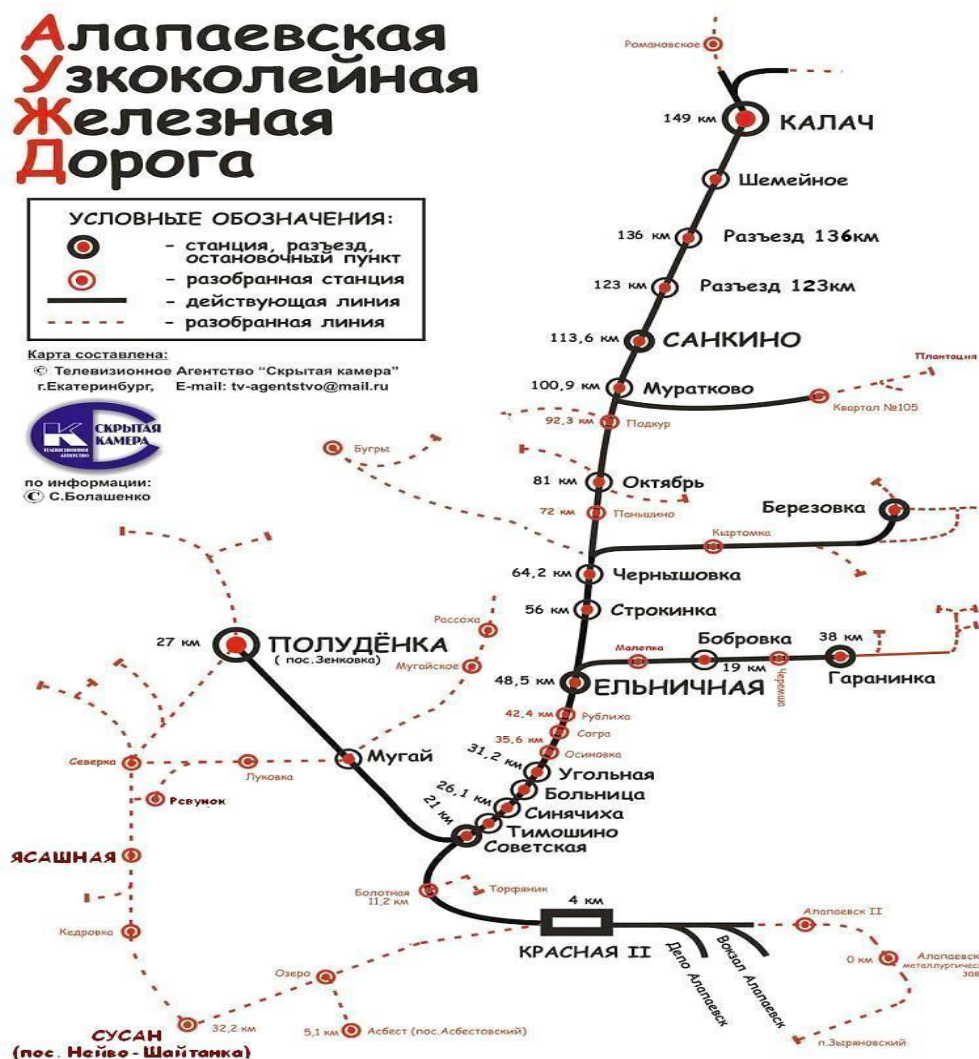 Алапаевская
Узкоколейная
Железная
Дорога
УСЛОВНЫЕ ОБОЗНАЧЕНИЯ:
- станция, разъезд,
остановочный пункт
- разобранная станция
- действующая линия
- разобранная линия
Карта составлена:
© Телевизионное Агентство "Скрытая камера"
г.Екатеринбург, E-mail: tv-agentstvo@mail.ru
К
СКРЫТАЯ
КАМЕРА
ТЕЛЕВИЗИОННОЕ
АГЕНТСТВО
по информации:
© С.Болашенко
Романовское
149 км КАЛАЧ
Шемейное
136 км Разъезд 136км
123 км Разъезд 123км
113,6 км САНКИНО
Плантация
100,9 км Муратково
Квартал №105
92,3 км Подкур
Бугры
81 км Октябрь
72 км Паньшино
Березовка
Кыртомка
64,2 км Чернышовка
56 км Строкинка
Рассоха
27 км ПОЛУДЁНКА
( пос.Зенковка)
Мугайское
Малепка
Бобровка
19 км
38 км
Гаранинка
48,5 км ЕЛЬНИЧНАЯ
42,4 км Рублиха
35,6 км Согра
Осиновка
31,2 км Угольная
Больница
26,1 км Синячиха
Тимошино
21 км Советская
Мугай
Северка
Луковка
Ревунок
ЯСАШНАЯ
Болотная
11,2 км
Торфяник
4 км
КРАСНАЯ II
Депо Алапаевск
Вокзал Алапаевск
Алапаевск II
0 км
Алапаевск
металлургичес
заво
п.Зыряновский
Кедровка
Озеро
СУСАН
(пос. Нейво-Шайтанка)
32,2 км
5,1 км Асбест (пос.Асбестовский)